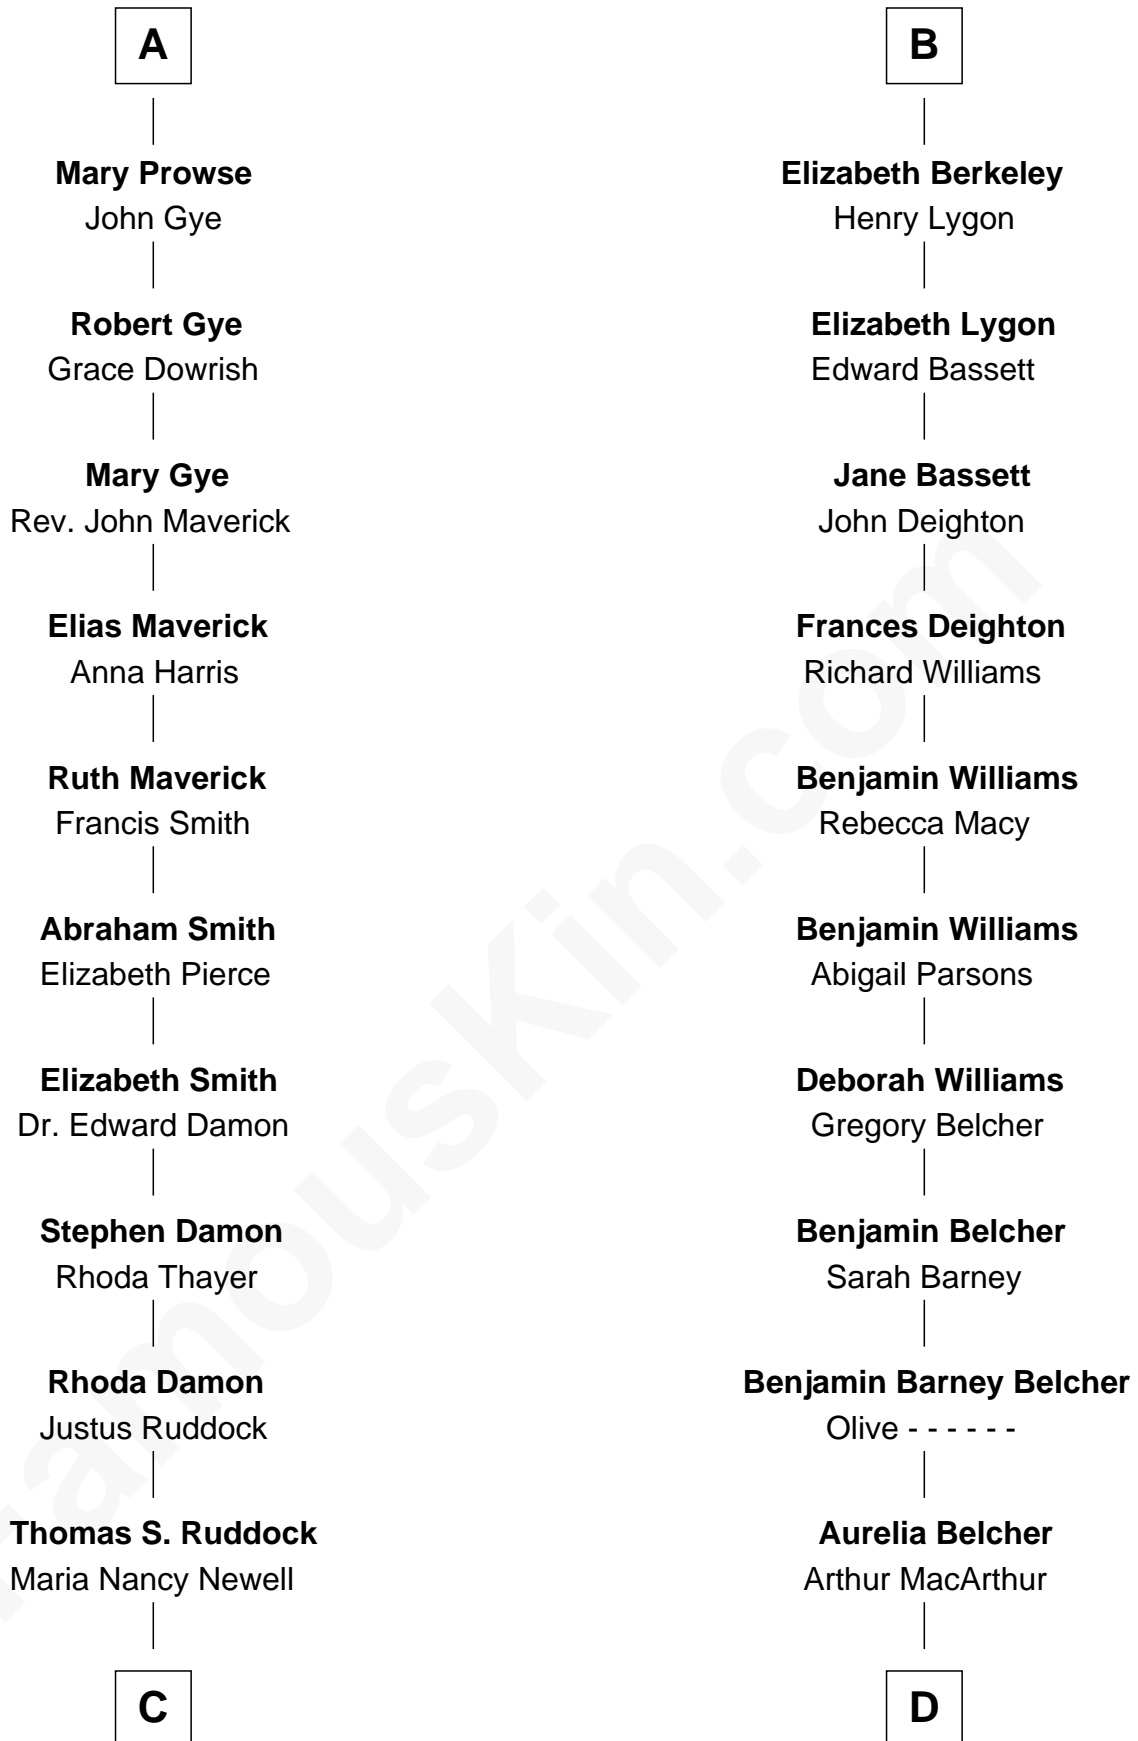 A
Mary Prowse
John Gye
Robert Gye
Grace Dowrish
Mary Gye
Rev. John Maverick
Elias Maverick
Anna Harris
Ruth Maverick
Francis Smith
Abraham Smith
Elizabeth Pierce
Elizabeth Smith
Dr. Edward Damon
Stephen Damon
Rhoda Thayer
Rhoda Damon
Justus Ruddock
Thomas S. Ruddock
Maria Nancy Newell
C
B
Elizabeth Berkeley
Henry Lygon
Elizabeth Lygon
Edward Bassett
Jane Bassett
John Deighton
Frances Deighton
Richard Williams
Benjamin Williams
Rebecca Macy
Benjamin Williams
Abigail Parsons
Deborah Williams
Gregory Belcher
Benjamin Belcher
Sarah Barney
Benjamin Barney Belcher
Olive - - - - - -
Aurelia Belcher
Arthur MacArthur
D
FamousKin.com